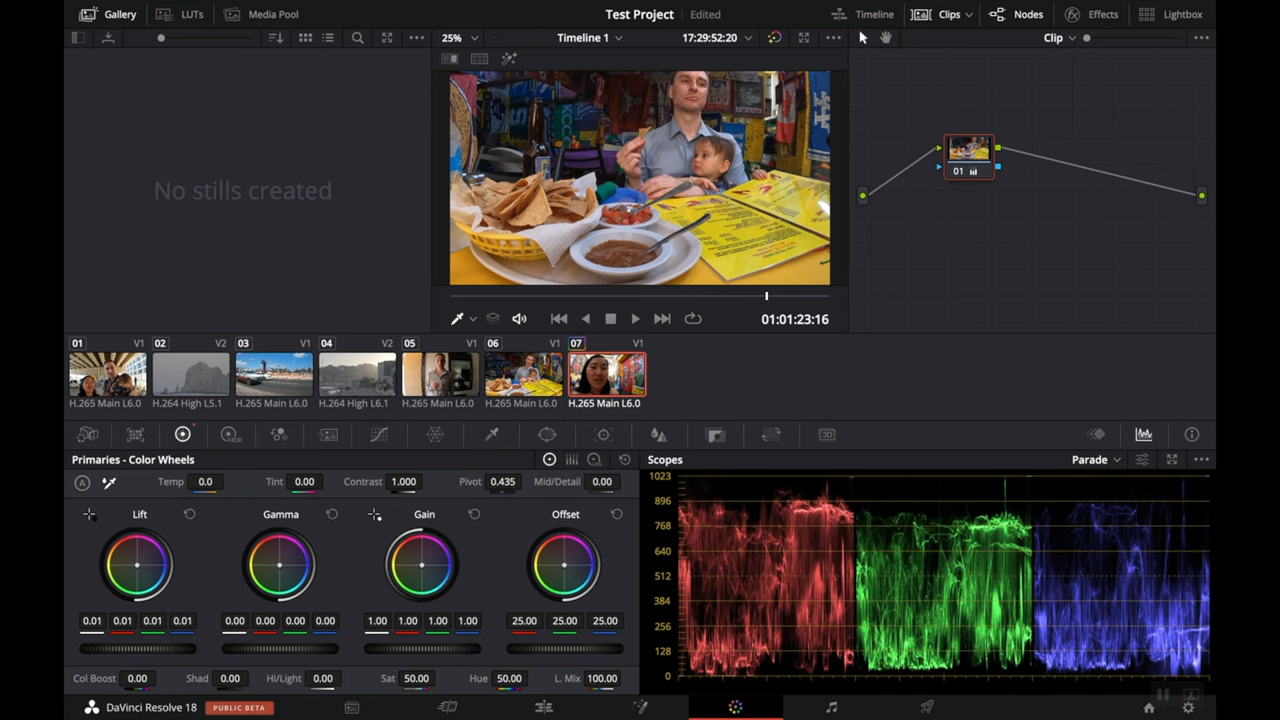 Gallery LUTs Media Pool Test Project Edited Timeline Clips Nodes Effects Lightbox
25% Timeline 1 17:29:52:20 Clip
No stills created
KCCO
01
01:01:23:16
01 V1 02 V2 03 V1 04 V2 05 V1 06 V1 07 V1
H.265 Main L6.0 H.264 High L5.1 H.265 Main L6.0 H.264 High L6.1 H.265 Main L6.0 H.265 Main L6.0 H.265 Main L6.0
HDR 3D
Primaries - Color Wheels Scopes Parade
A Temp 0.0 Tint 0.00 Contrast 1.000 Pivot 0.435 Mid/Detail 0.00
Lift Gamma Gain Offset
0.01 0.01 0.01 0.01 0.00 0.00 0.00 0.00 1.00 1.00 1.00 1.00 25.00 25.00 25.00
Col Boost 0.00 Shad 0.00 Hi/Light 0.00 Sat 50.00 Hue 50.00 L. Mix 100.00
1023
896
768
640
512
384
256
128
0
DaVinci Resolve 18 PUBLIC BETA